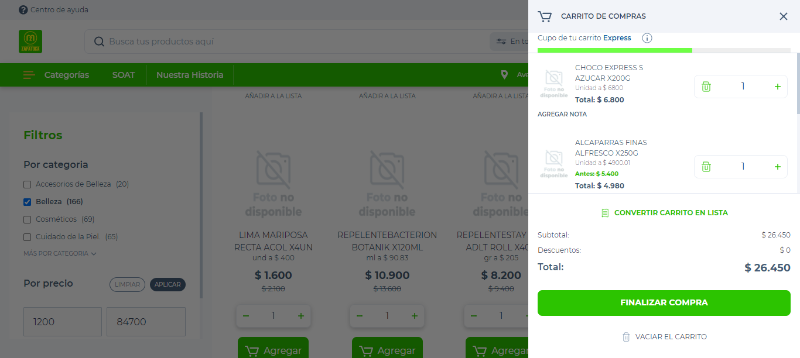 Centro de ayuda
Busca tus productos aquí
En to
Categorías
SOAT
Nuestra Historia
AÑADIR A LA LISTA
AÑADIR A LA LISTA
AÑADIR A LA LISTA
Filtros
Por categoría
Accesorios de Belleza (20)
Belleza (166)
Cosméticos (69)
Cuidado de la Piel (65)
MÁS POR CATEGORIA
Por precio
LIMPIAR
APLICAR
1200
84700
Foto no
disponible
LIMA MARIPOSA
RECTA ACOL X4UN
und a $ 400
$ 1.600
$ 2.100
− 1 +
Agregar
Foto no
disponible
REPELENTEBACTERION
BOTANIK X120ML
ml a $ 90.83
$ 10.900
$ 13.600
− 1 +
Agregar
Foto no
disponible
REPELENTESTAY
ADLT ROLL X40
gr a $ 205
$ 8.200
$ 9.400
− 1
Agregar
CARRITO DE COMPRAS
Cupo de tu carrito Express
Foto no
disponible
CHOCO EXPRESS S
AZUCAR X200G
Unidad a $ 6800
Total: $ 6.800
1 +
AGREGAR NOTA
Foto no
disponible
ALCAPARRAS FINAS
ALFRESCO X250G
Unidad a $ 4900.01
Antes: $ 5.400
Total: $ 4.980
1 +
CONVERTIR CARRITO EN LISTA
Subtotal: $ 26.450
Descuentos: $ 0
Total: $ 26.450
FINALIZAR COMPRA
VACIAR EL CARRITO